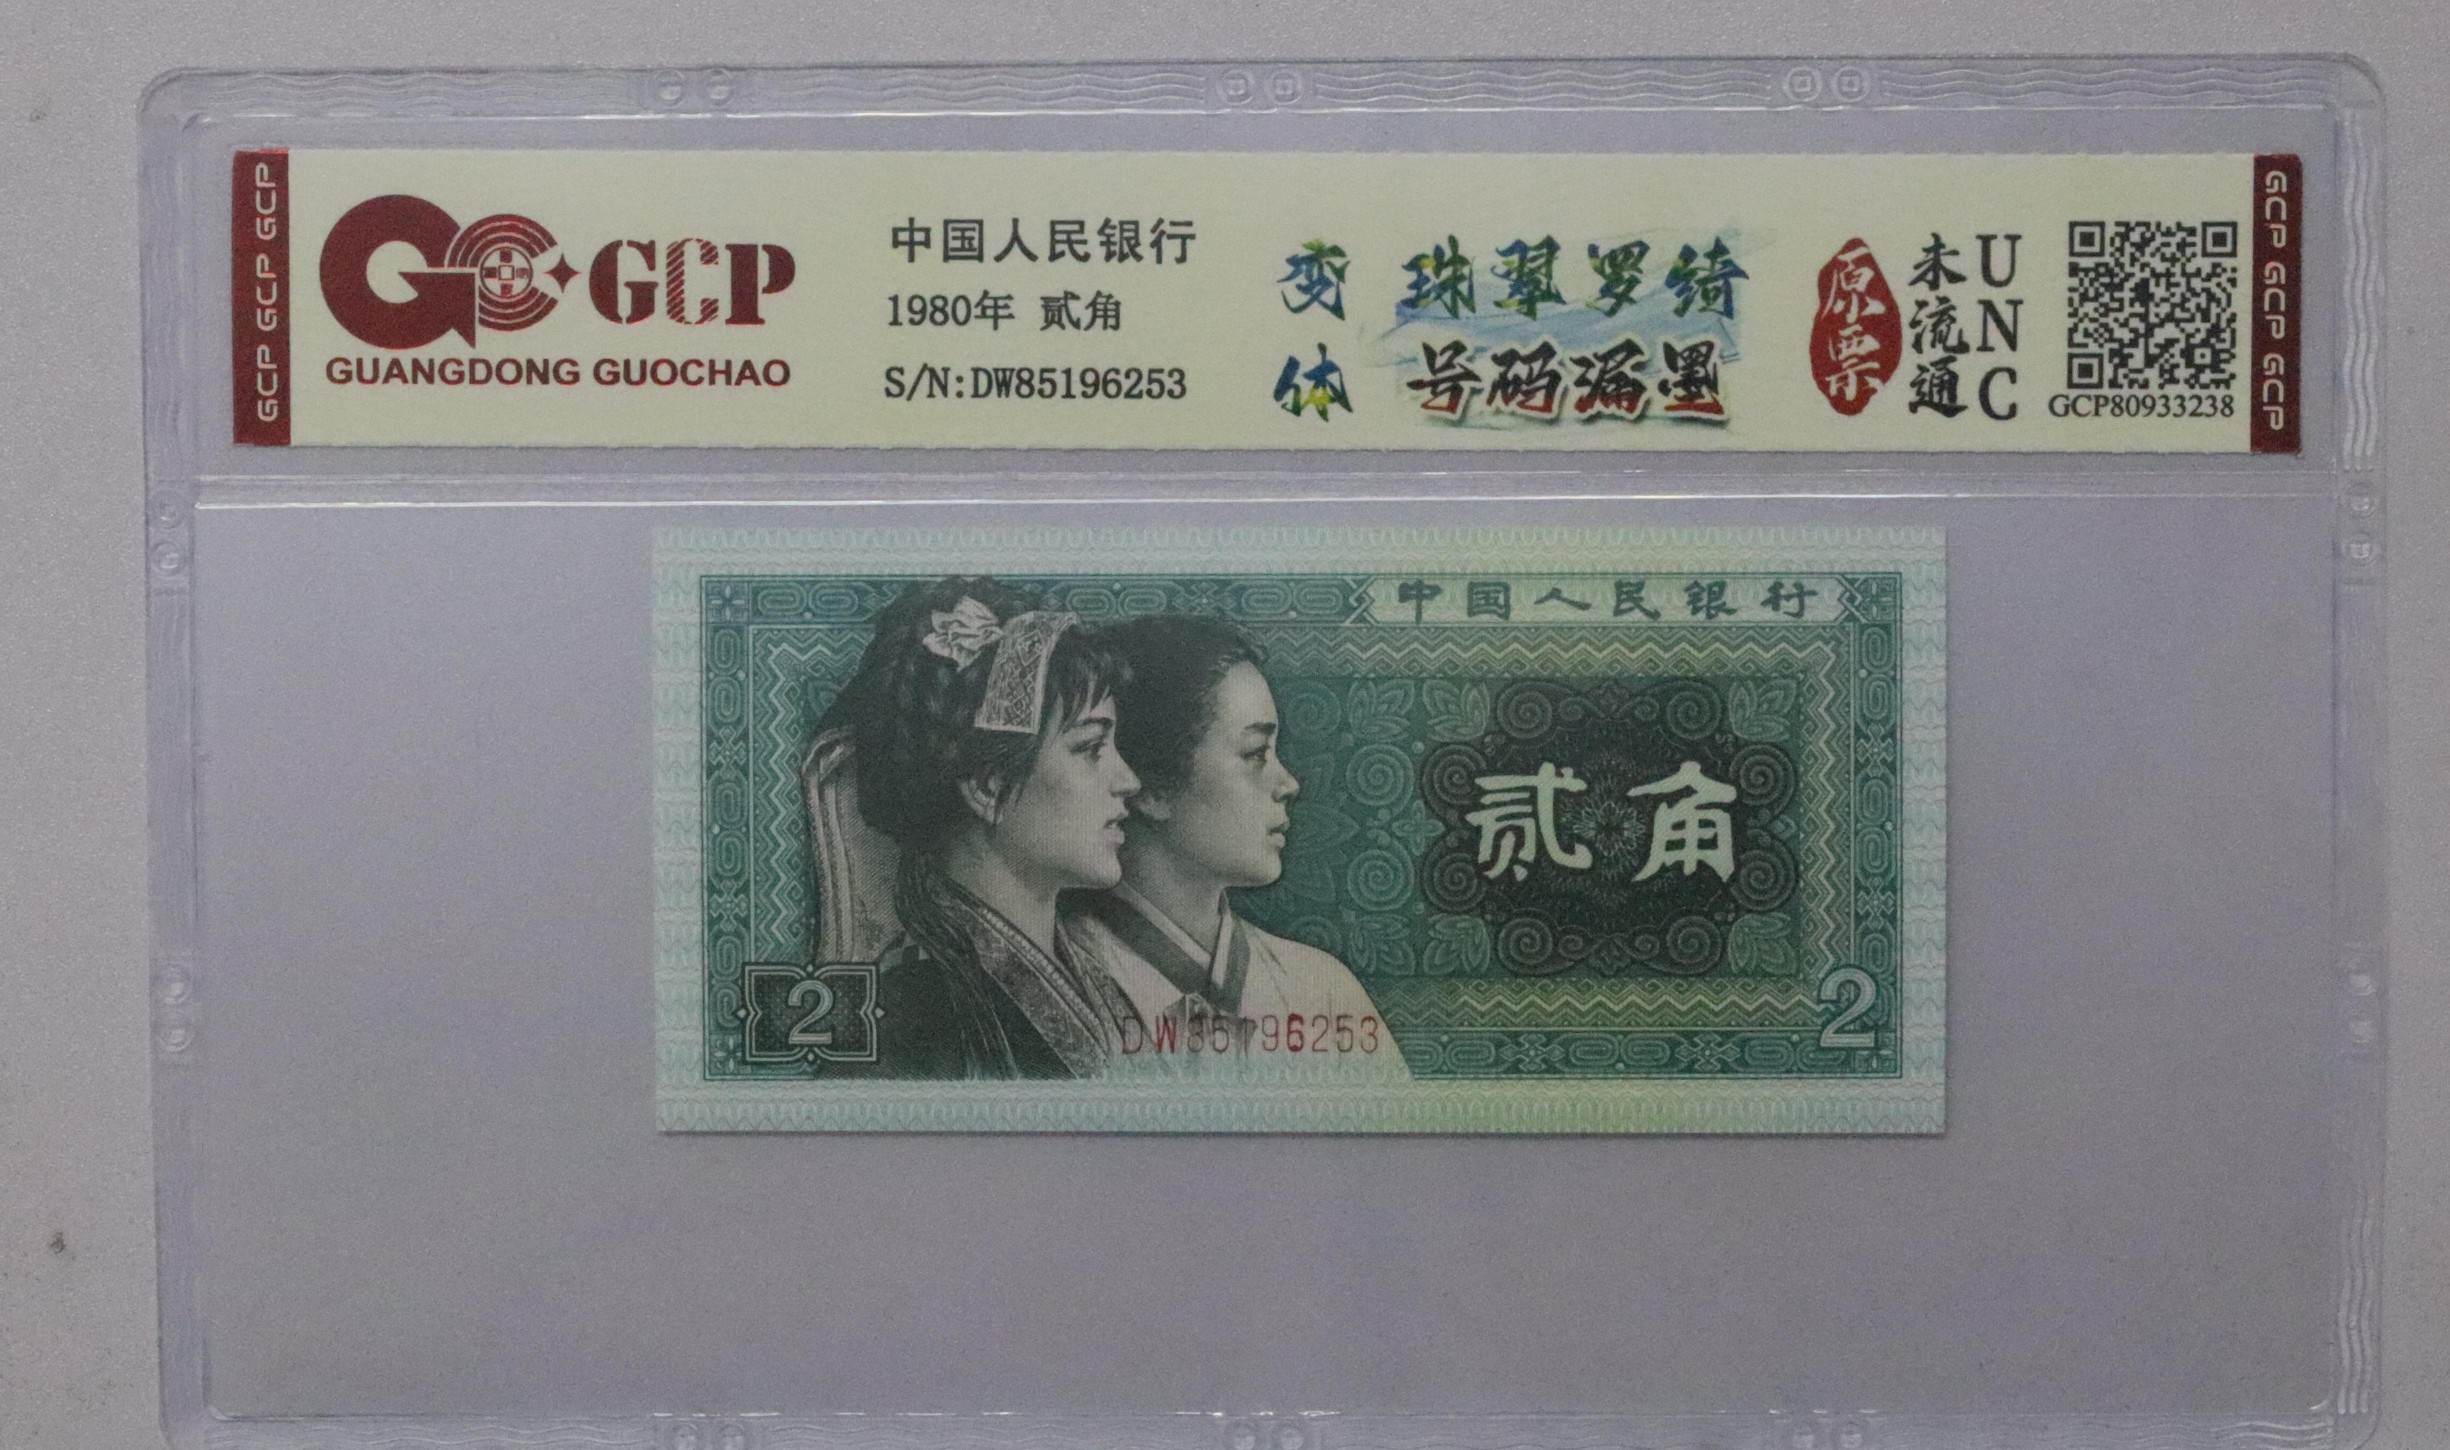 GCP GCP GCP
GCP
GUANGDONG GUOCHAO
中国人民银行
1980年 贰角
S/N:DW85196253
变体
珠翠罗绮
号码漏墨
原票
未流通
UNC
GCP80933238
GCP GCP GCP
中国人民银行
贰角
2
2
DW85196253